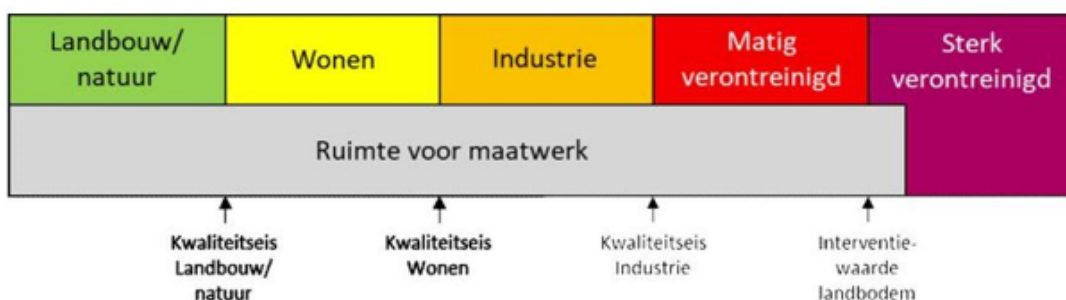 Landbouw/
natuur
Wonen
Industrie
Matig
verontreinigd
Sterk
verontreinigd
Ruimte voor maatwerk
Kwaliteitseis
Landbouw/
natuur
Kwaliteitseis
Wonen
Kwaliteitseis
Industrie
Interventie-
waarde
landbodem